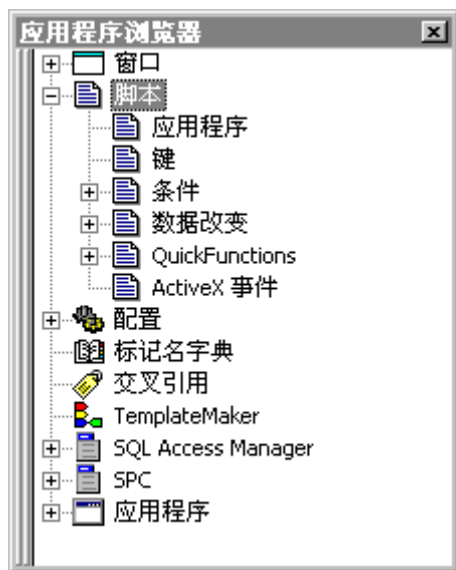 应用程序浏览器
窗口
脚本
应用程序
键
条件
数据改变
QuickFunctions
ActiveX 事件
配置
标记名字典
交叉引用
TemplateMaker
SQL Access Manager
SPC
应用程序